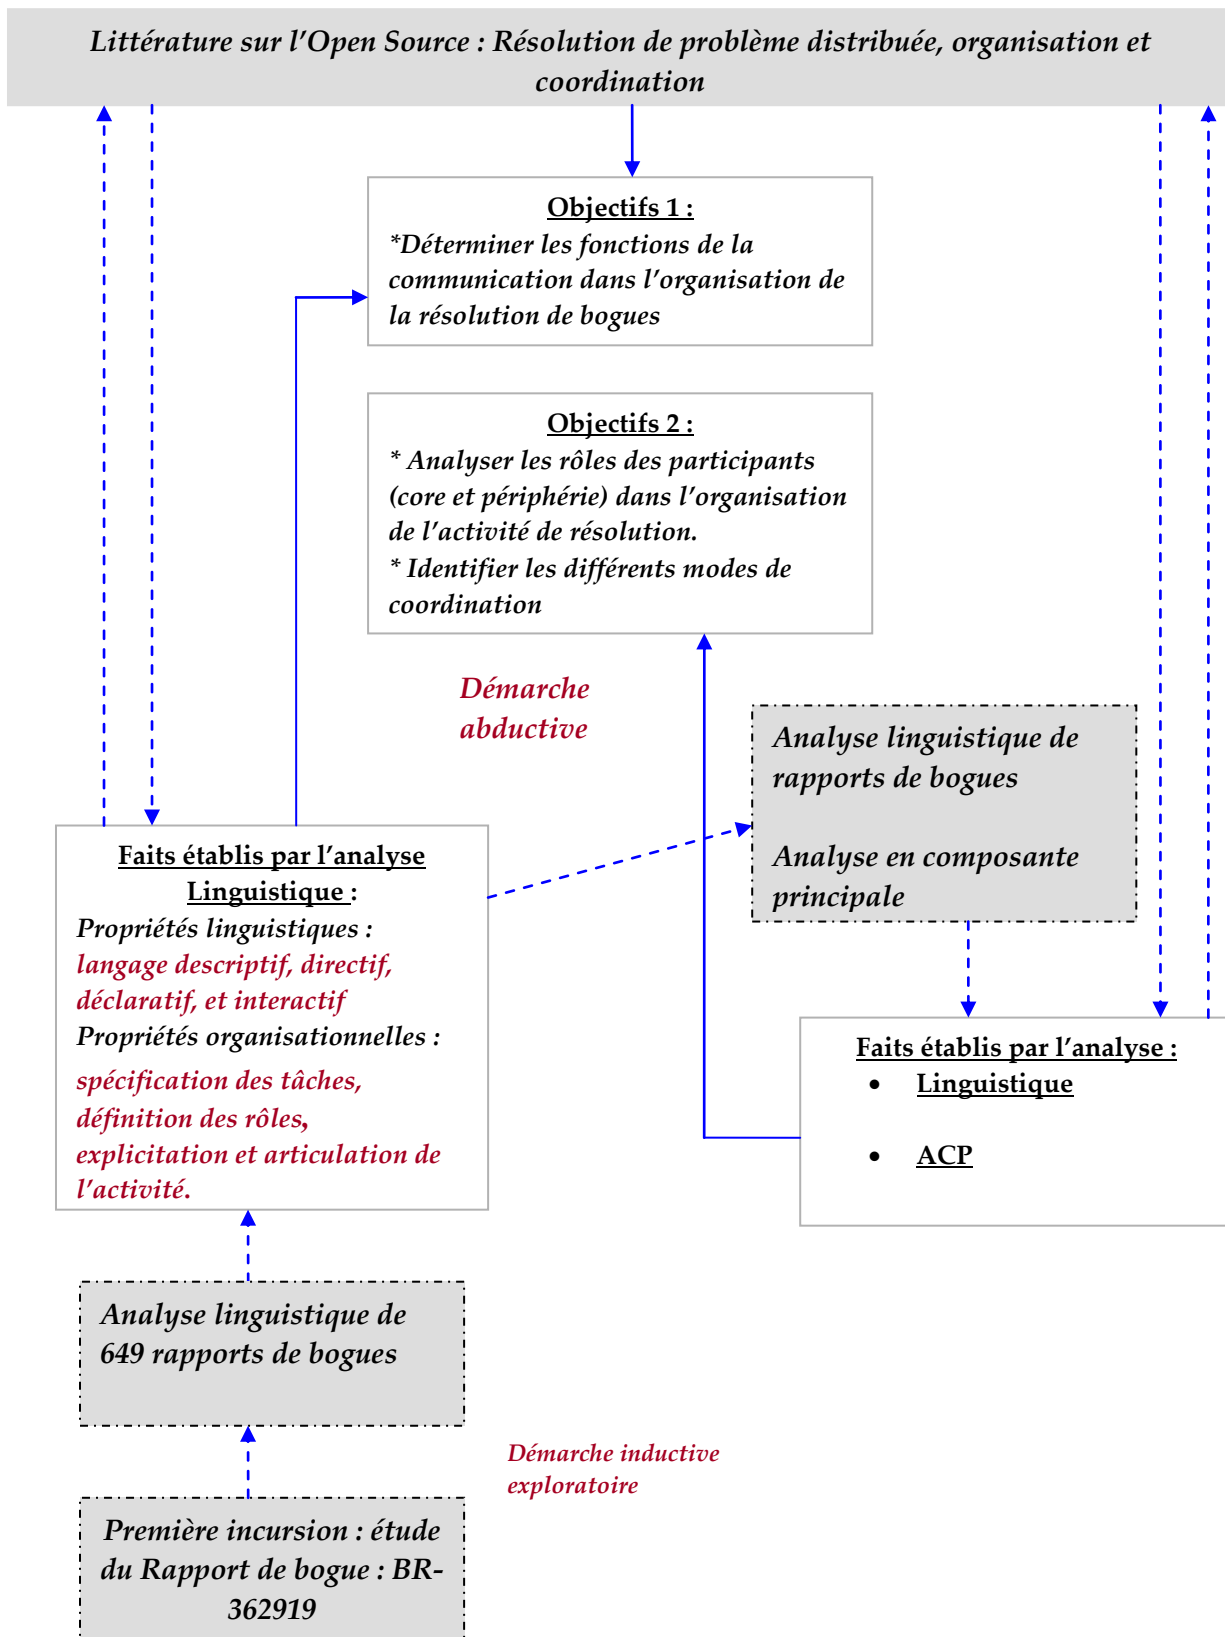 Littérature sur l’Open Source : Résolution de problème distribuée, organisation et
coordination
Objectifs 1 :
*Déterminer les fonctions de la
communication dans l’organisation de
la résolution de bogues
Objectifs 2 :
* Analyser les rôles des participants
(core et périphérie) dans l’organisation
de l’activité de résolution.
* Identifier les différents modes de
coordination
Démarche
abductive
Analyse linguistique de
rapports de bogues
Analyse en composante
principale
Faits établis par l’analyse
Linguistique :
Propriétés linguistiques :
langage descriptif, directif,
déclaratif, et interactif
Propriétés organisationnelles :
spécification des tâches,
définition des rôles,
explicitation et articulation de
l’activité.
Faits établis par l’analyse :
• Linguistique
• ACP
Analyse linguistique de
649 rapports de bogues
Démarche inductive
exploratoire
Première incursion : étude
du Rapport de bogue : BR-
362919